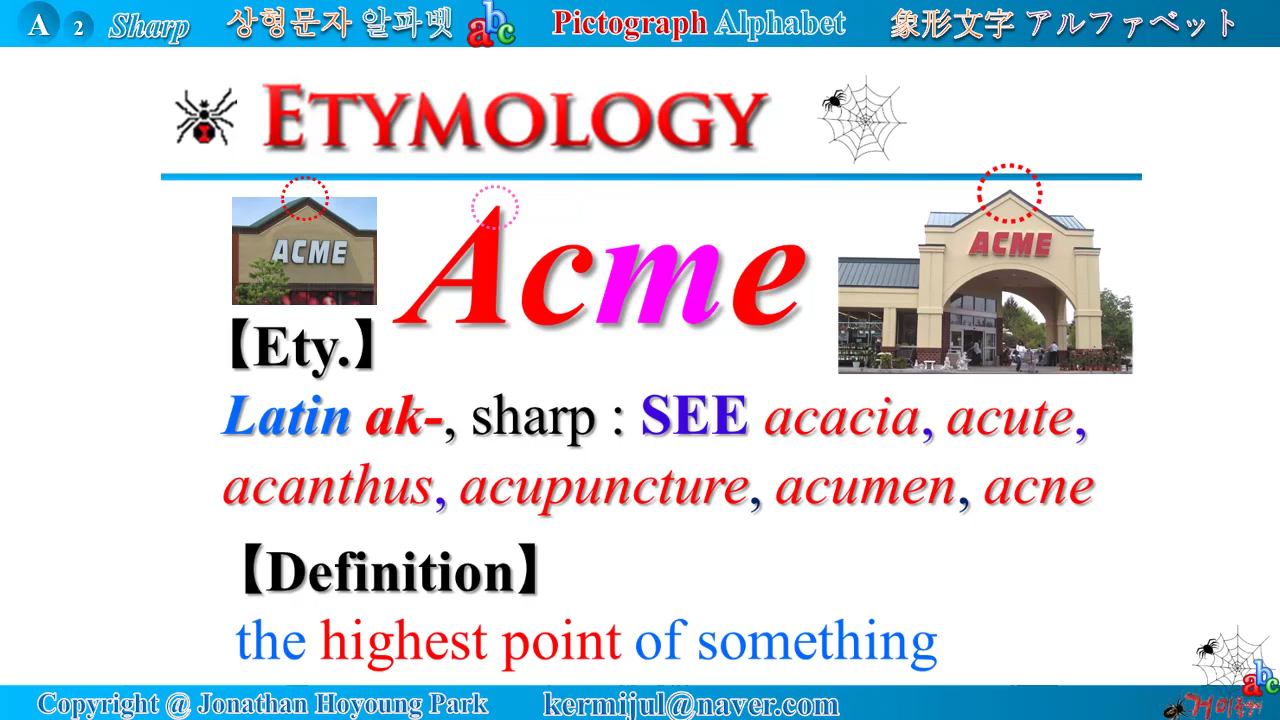 A 2 Sharp 상형문자 알파벳 abc Pictograph Alphabet 象形文字 アルファベット
ETYMOLOGY
ACME
Acme
ACME
【Ety.】
Latin ak-, sharp : SEE acacia, acute,
acanthus, acupuncture, acumen, acne
【Definition】
the highest point of something
abc
Copyright @ Jonathan Hoyoung Park kermijul@naver.com